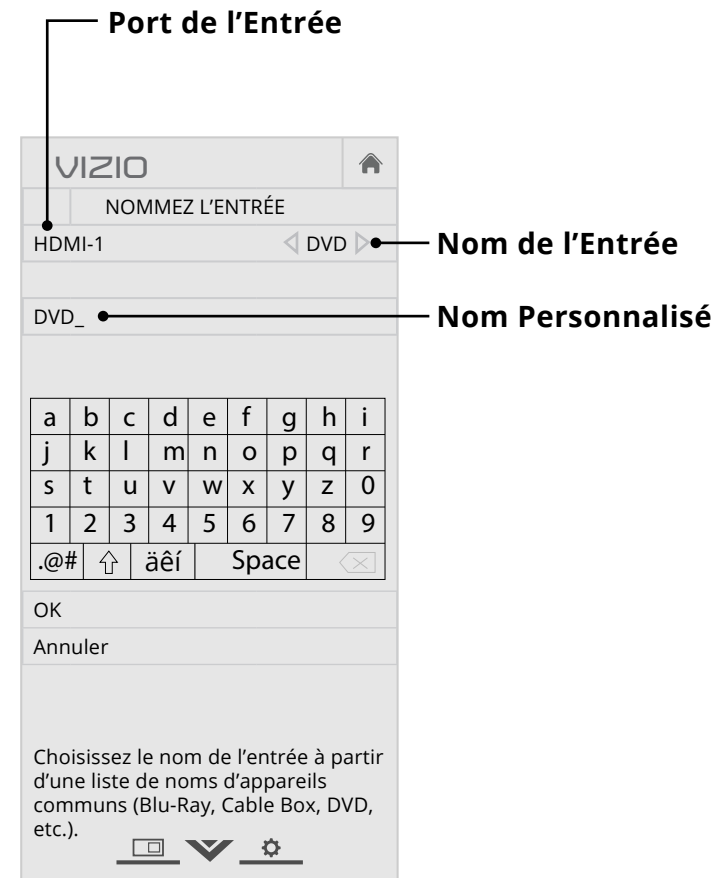 Port de l’Entrée
VIZIO
NOMMEZ L’ENTRÉE
HDMI-1 DVD
Nom de l’Entrée
DVD_
Nom Personnalisé
a b c d e f g h i
j k l m n o p q r
s t u v w x y z 0
1 2 3 4 5 6 7 8 9
.@# äêí Space
OK
Annuler
Choisissez le nom de l’entrée à partir
d’une liste de noms d’appareils
communs (Blu-Ray, Cable Box, DVD,
etc.).